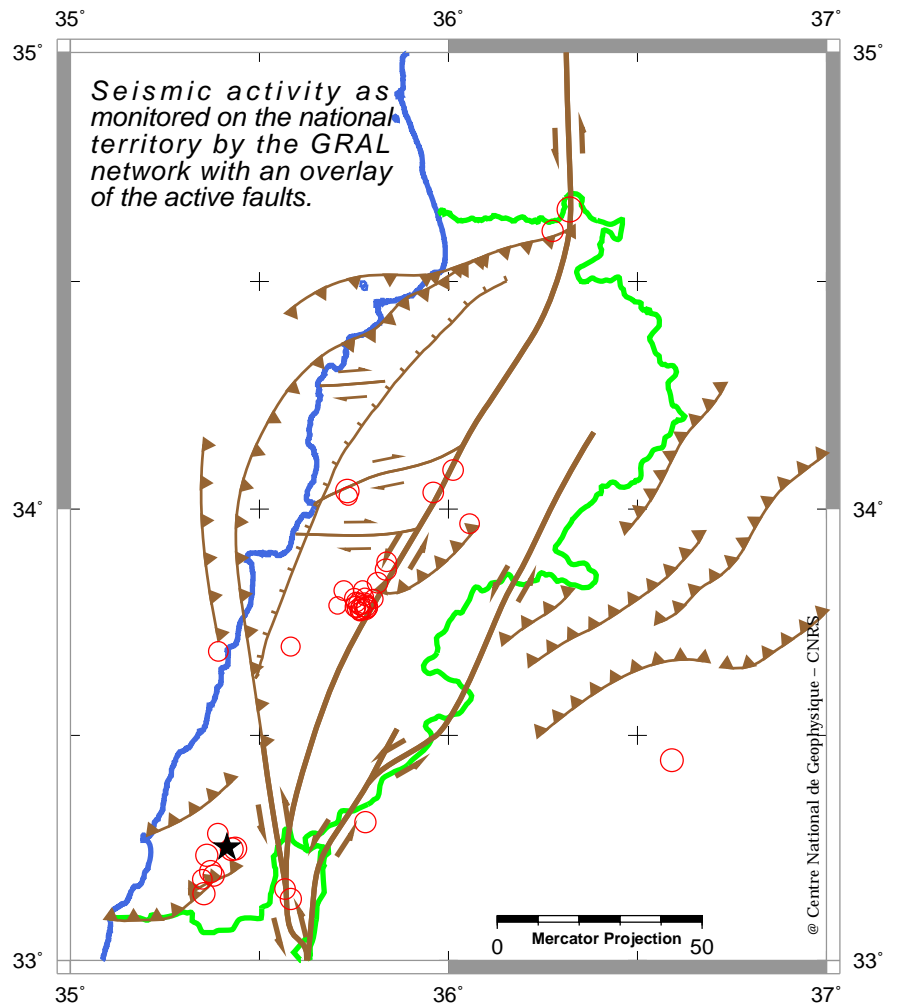 35°
36°
37°
35°
35°
Seismic activity as
monitored on the national
territory by the GRAL
network with an overlay
of the active faults.
34°
34°
@ Centre National de Geophysique – CNRS
Mercator Projection
0
50
33°
33°
35°
36°
37°